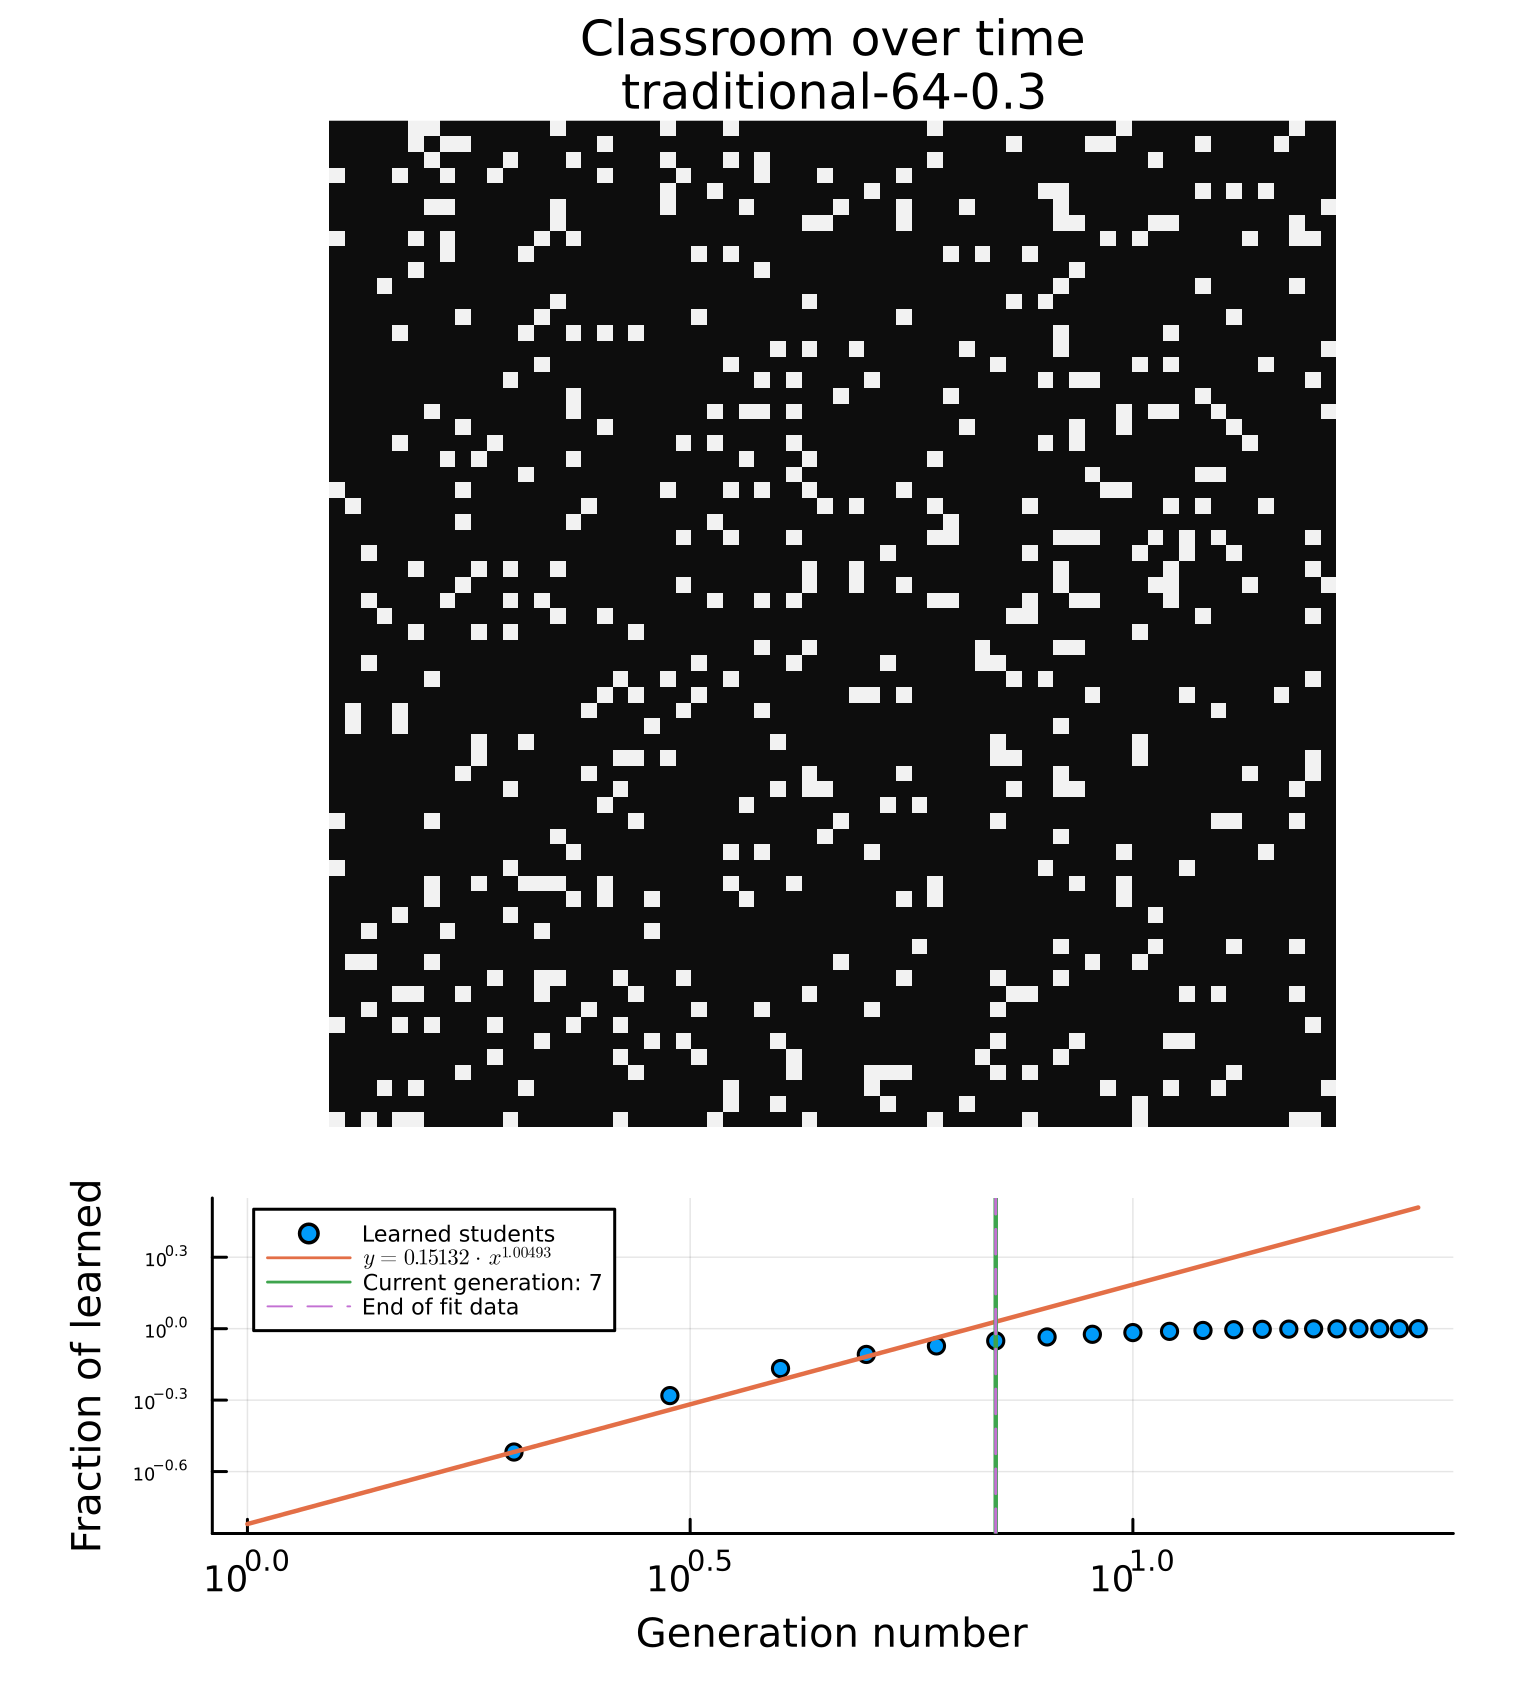 Classroom over time
traditional-64-0.3
Fraction of learned
10^0.3
10^0.0
10^−0.3
10^−0.6
Learned students
y = 0.15132 · x^1.00493
Current generation: 7
End of fit data
10^0.0 10^0.5 10^1.0
Generation number